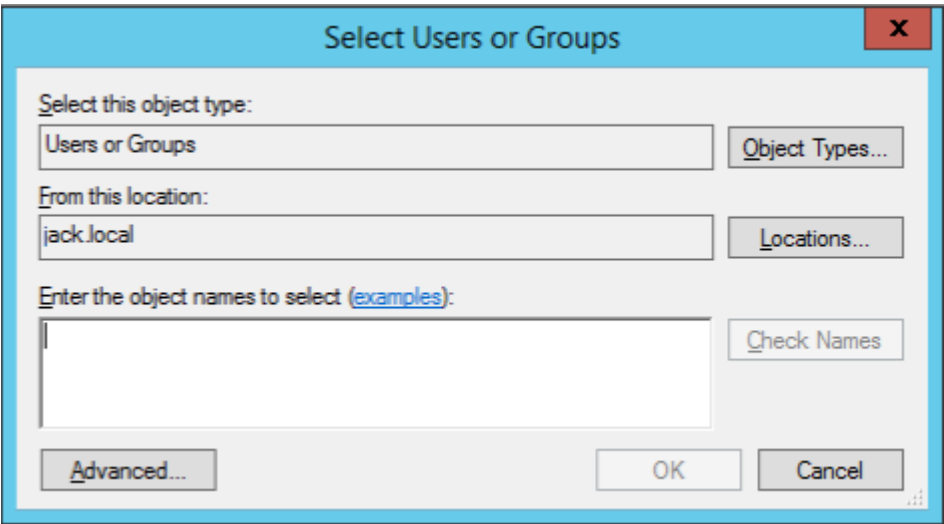 Select Users or Groups
x
Select this object type:
Users or Groups
Object Types...
From this location:
jack.local
Locations...
Enter the object names to select (examples):
Check Names
Advanced...
OK
Cancel